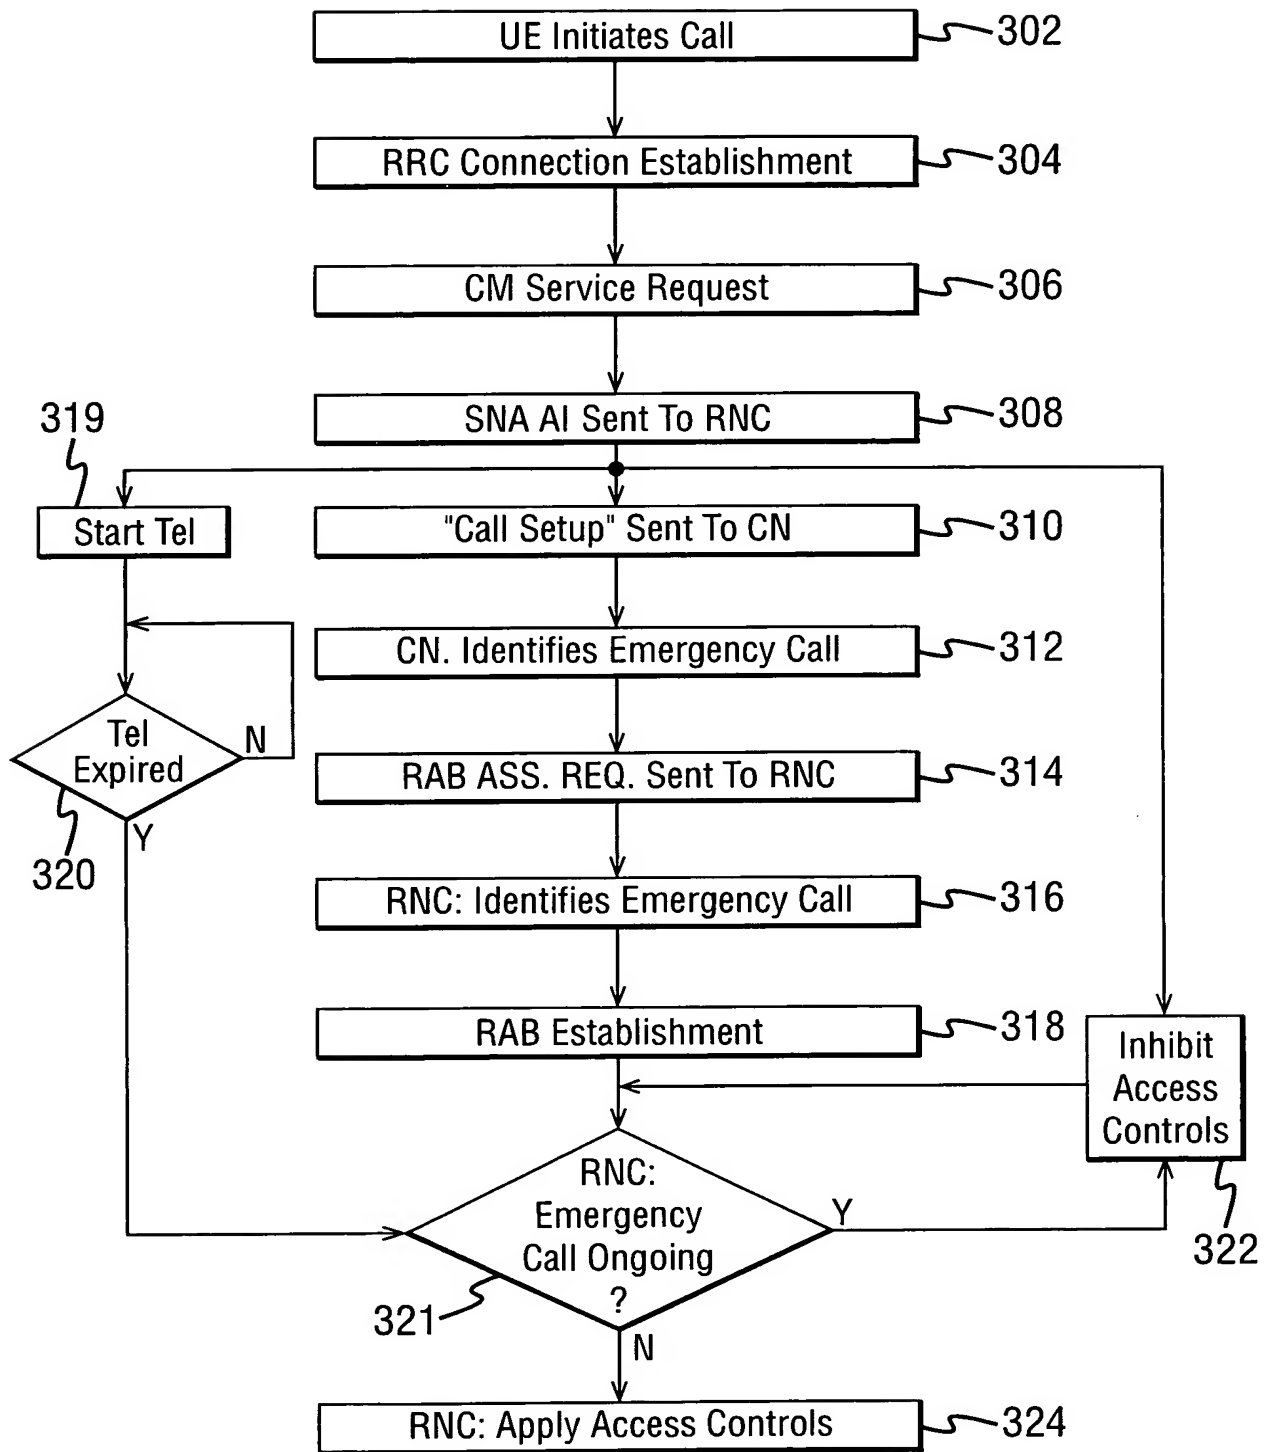 UE Initiates Call
302
RRC Connection Establishment
304
CM Service Request
306
SNA AI Sent To RNC
308
319
Start Tel
"Call Setup" Sent To CN
310
CN. Identifies Emergency Call
312
Tel
Expired
N
Y
320
RAB ASS. REQ. Sent To RNC
314
RNC: Identifies Emergency Call
316
RAB Establishment
318
Inhibit
Access
Controls
322
RNC:
Emergency
Call Ongoing
?
Y
321
N
RNC: Apply Access Controls
324